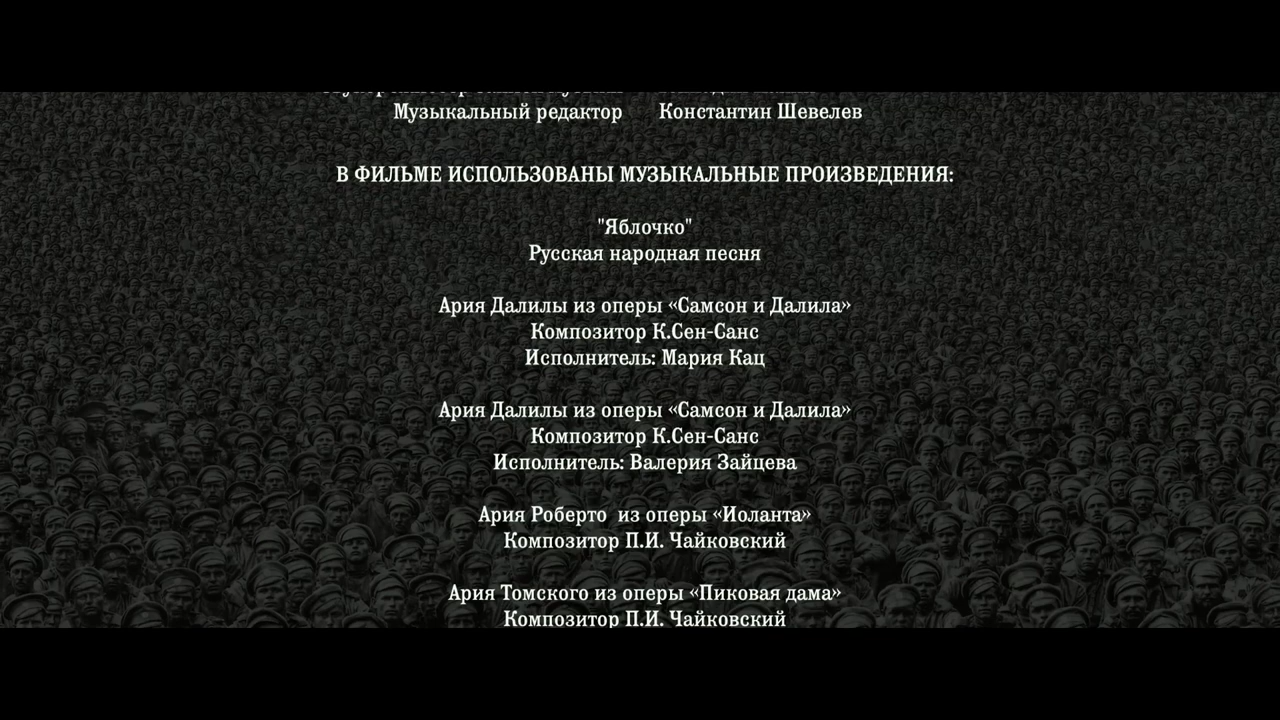 Музыкальный редактор Константин Шевелев
В ФИЛЬМЕ ИСПОЛЬЗОВАНЫ МУЗЫКАЛЬНЫЕ ПРОИЗВЕДЕНИЯ:
"Яблочко"
Русская народная песня
Ария Далилы из оперы «Самсон и Далила»
Композитор К.Сен-Санс
Исполнитель: Мария Кац
Ария Далилы из оперы «Самсон и Далила»
Композитор К.Сен-Санс
Исполнитель: Валерия Зайцева
Ария Роберто из оперы «Иоланта»
Композитор П.И. Чайковский
Ария Томского из оперы «Пиковая дама»
Композитор П.И. Чайковский